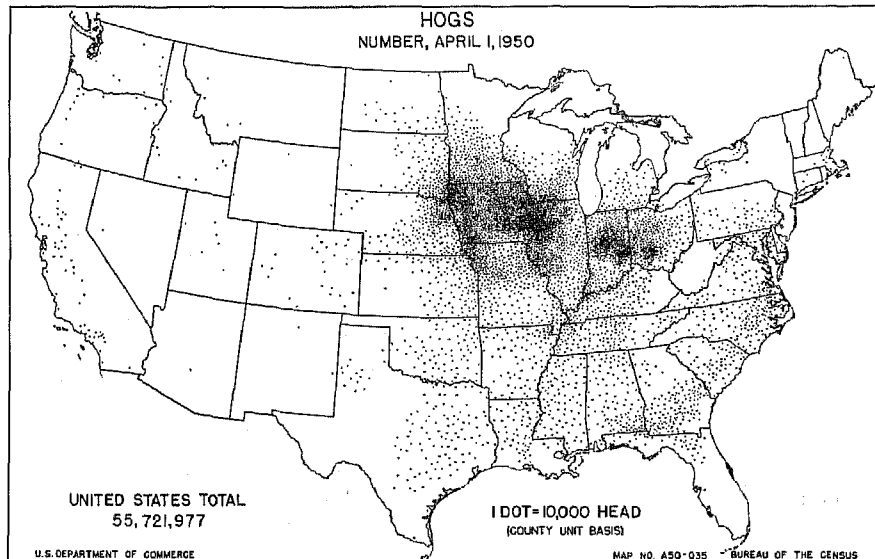 HOGS
NUMBER, APRIL 1, 1950
UNITED STATES TOTAL
55,721,977
1 DOT=10,000 HEAD
(COUNTY UNIT BASIS)
U.S. DEPARTMENT OF COMMERCE
MAP NO. A50-035
BUREAU OF THE CENSUS